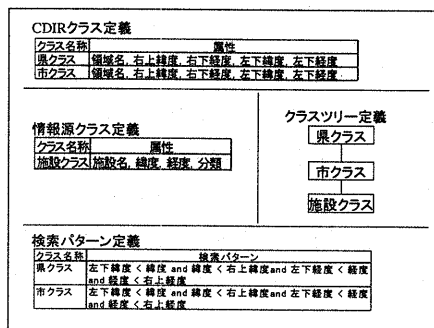 CDIRクラス定義
クラス名称 属性
県クラス 領域名, 右上緯度, 右下経度, 左下緯度, 左下経度
市クラス 領域名, 右上緯度, 右下経度, 左下緯度, 左下経度
情報源クラス定義
クラス名称 属性
施設クラス 施設名, 緯度, 経度, 分類
クラスツリー定義
県クラス
市クラス
施設クラス
検索パターン定義
クラス名称 検索パターン
県クラス 左下緯度 < 緯度 and 緯度 < 右上緯度and 左下経度 < 経度
and 経度 < 右上経度
市クラス 左下緯度 < 緯度 and 緯度 < 右上緯度and 左下経度 < 経度
and 経度 < 右上経度